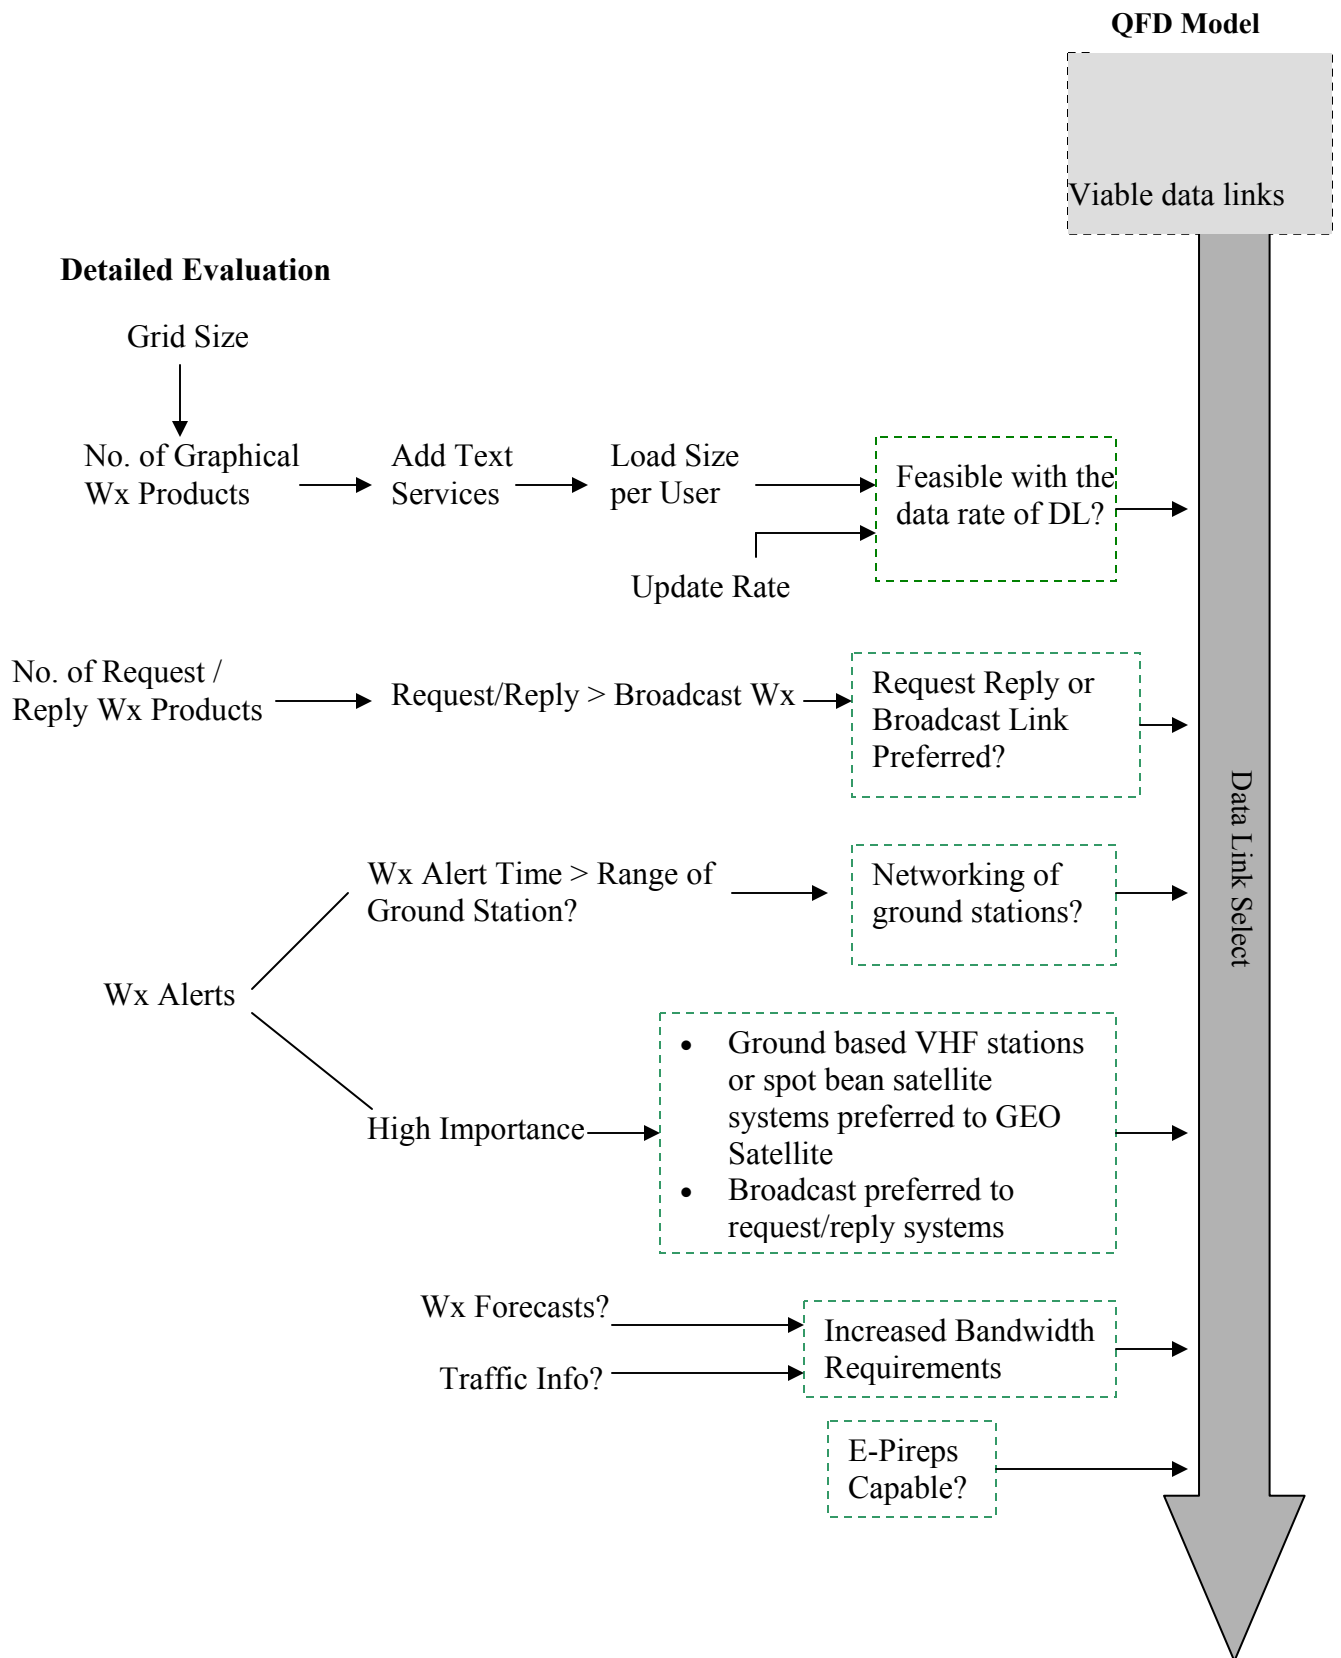 QFD Model
Viable data links
Detailed Evaluation
Grid Size
No. of Graphical
Wx Products
Add Text
Services
Load Size
per User
Feasible with the
data rate of DL?
Update Rate
No. of Request /
Reply Wx Products
Request/Reply > Broadcast Wx
Request Reply or
Broadcast Link
Preferred?
Data Link Select
Wx Alert Time > Range of
Ground Station?
Networking of
ground stations?
Wx Alerts
High Importance
• Ground based VHF stations
or spot bean satellite
systems preferred to GEO
Satellite
• Broadcast preferred to
request/reply systems
Wx Forecasts?
Traffic Info?
Increased Bandwidth
Requirements
E-Pireps
Capable?